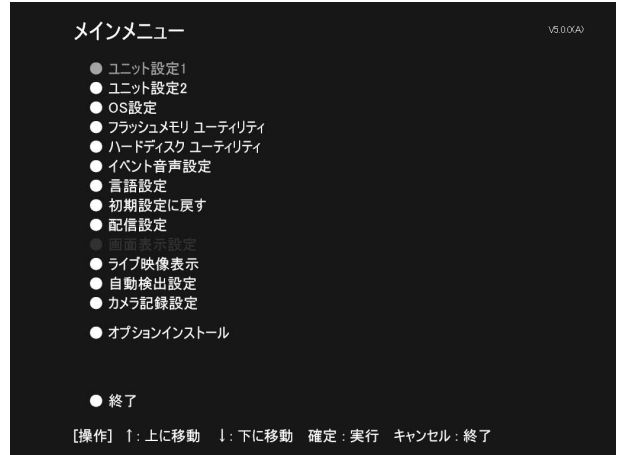 メインメニュー
V5.0.0(A)
ユニット設定1
ユニット設定2
OS設定
フラッシュメモリ ユーティリティ
ハードディスク ユーティリティ
イベント音声設定
言語設定
初期設定に戻す
配信設定
画面表示設定
ライブ映像表示
自動検出設定
カメラ記録設定
オプションインストール
終了
[操作] ↑:上に移動 ↓:下に移動 確定:実行 キャンセル:終了